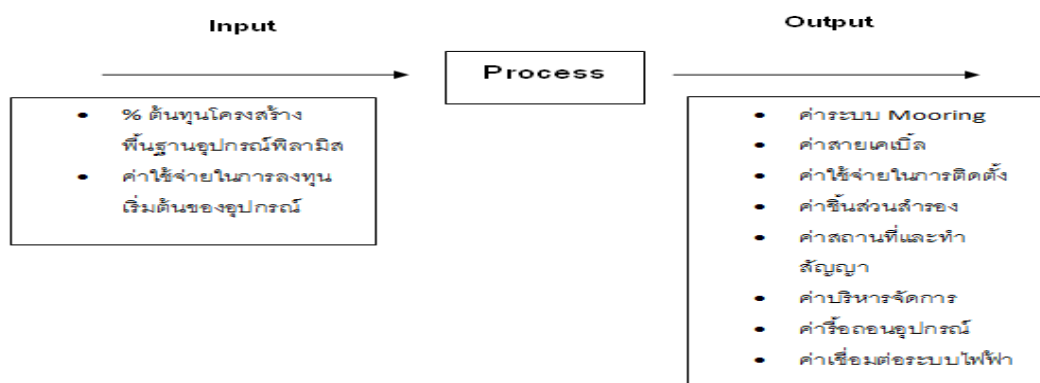 Input
Output
Process
• % ต้นทุนโครงสร้าง
พื้นฐานอุปกรณ์พิลามิส
• ค่าใช้จ่ายในการลงทุน
เริ่มต้นของอุปกรณ์
• ค่าระบบ Mooring
• ค่าสายเคเบิ้ล
• ค่าใช้จ่ายในการติดตั้ง
• ค่าชิ้นส่วนสำรอง
• ค่าสถานที่และทำ
สัญญา
• ค่าบริหารจัดการ
• ค่ารื้อถอนอุปกรณ์
• ค่าเชื่อมต่อระบบไฟฟ้า